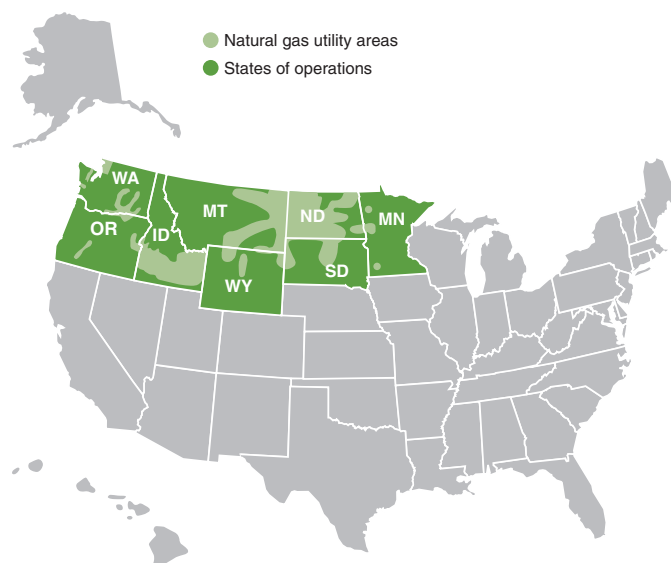 Natural gas utility areas
States of operations
WA
MT
ND
MN
OR
ID
SD
WY